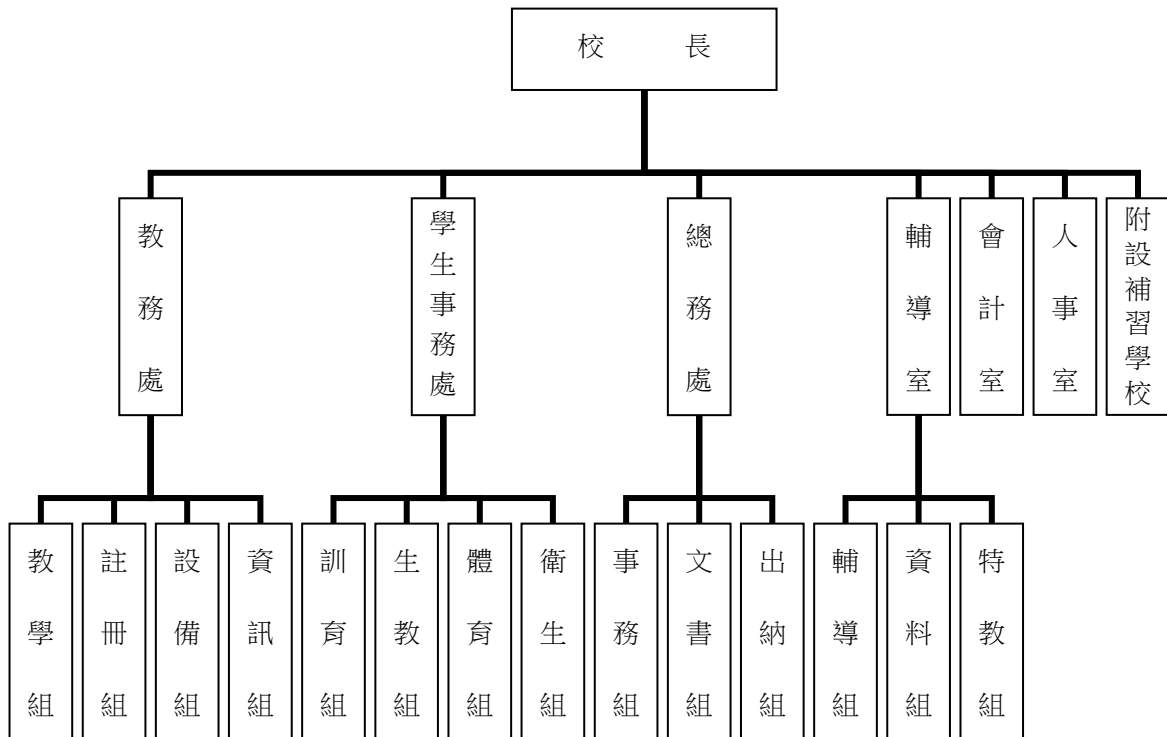 校長
教務處
學生事務處
總務處
輔導室
會計室
人事室
附設補習學校
教學組
註冊組
設備組
資訊組
訓育組
生教組
體育組
衛生組
事務組
文書組
出納組
輔導組
資料組
特教組